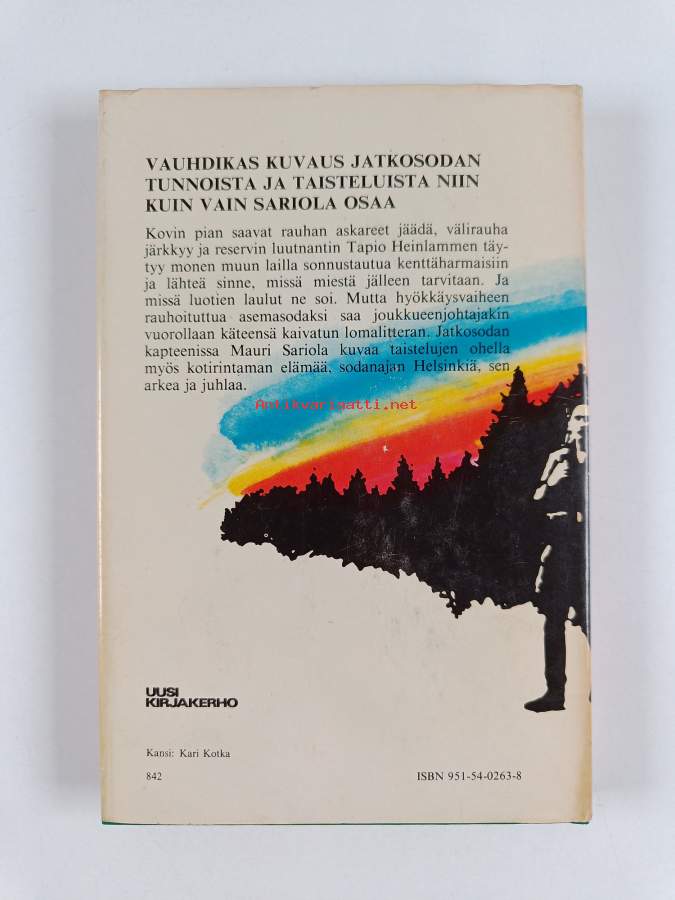 VAUHDIKAS KUVAUS JATKOSODAN
TUNNOISTA JA TAISTELUISTA NIIN
KUIN VAIN SARIOLA OSAA
Kovin pian saavat rauhan askareet jäädä, välirauha
järkkyy ja reservin luutnantin Tapio Heinlammen täy-
tyy monen muun lailla sonnustautua kenttäharmaisiin
ja lähteä sinne, missä miestä jälleen tarvitaan. Ja
missä luotien laulut ne soi. Mutta hyökkäysvaiheen
rauhoituttua asemasodaksi saa joukkueenjohtajakin
vuorollaan käteensä kaivatun lomalitteran. Jatkosodan
kapteenissa Mauri Sariola kuvaa taistelujen ohella
myös kotirintaman elämää, sodanajan Helsinkiä, sen
arkea ja juhlaa.
Antikvariaatti.net
UUSI
KIRJAKERHO
Kansi: Kari Kotka
842
ISBN 951-54-0263-8